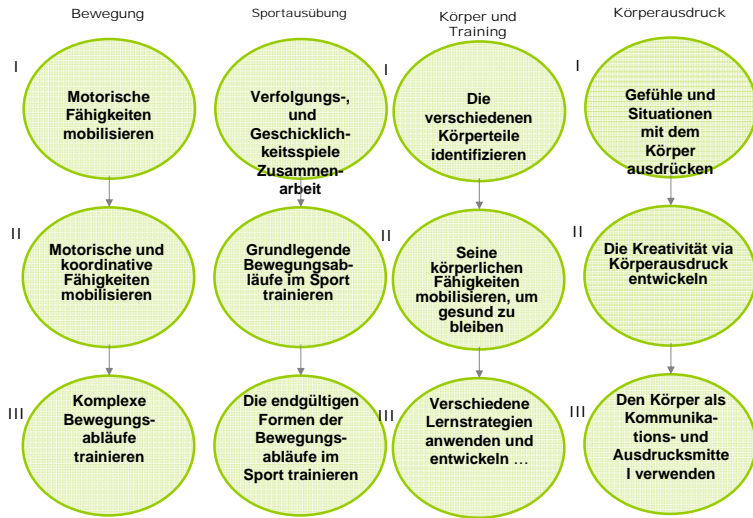 Bewegung
Sportausübung
Körper und
Training
Körperausdruck
I
Motorische
Fähigkeiten
mobilisieren
Verfolgungs-,
und
Geschicklich-
keitsspiele
Zusammen-
arbeit
I
Die
verschiedenen
Körperteile
identifizieren
I
Gefühle und
Situationen
mit dem
Körper
ausdrücken
II
Motorische und
koordinative
Fähigkeiten
mobilisieren
Grundlegende
Bewegungsab-
läufe im Sport
trainieren
II
Seine
körperlichen
Fähigkeiten
mobilisieren, um
gesund zu
bleiben
II
Die Kreativität via
Körperausdruck
entwickeln
III
Komplexe
Bewegungs-
abläufe
trainieren
Die endgültigen
Formen der
Bewegungs-
abläufe im
Sport trainieren
III
Verschiedene
Lernstrategien
anwenden und
entwickeln …
III
Den Körper als
Kommunika-
tions- und
Ausdrucksmitte
l verwenden